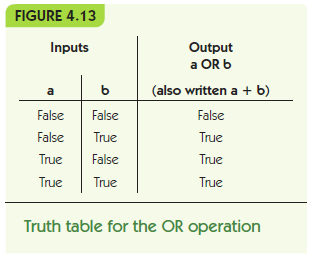 FIGURE 4.13
Inputs Output
a OR b
a b (also written a + b)
False False False
False True True
True False True
True True True
Truth table for the OR operation